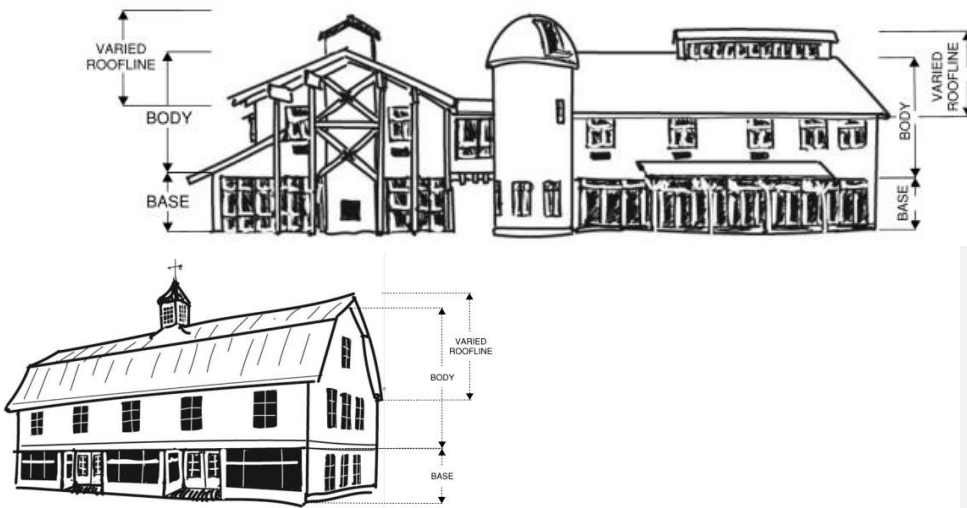 VARIED
ROOFLINE
BODY
BASE
VARIED
ROOFLINE
BODY
BASE
VARIED
ROOFLINE
BODY
BASE